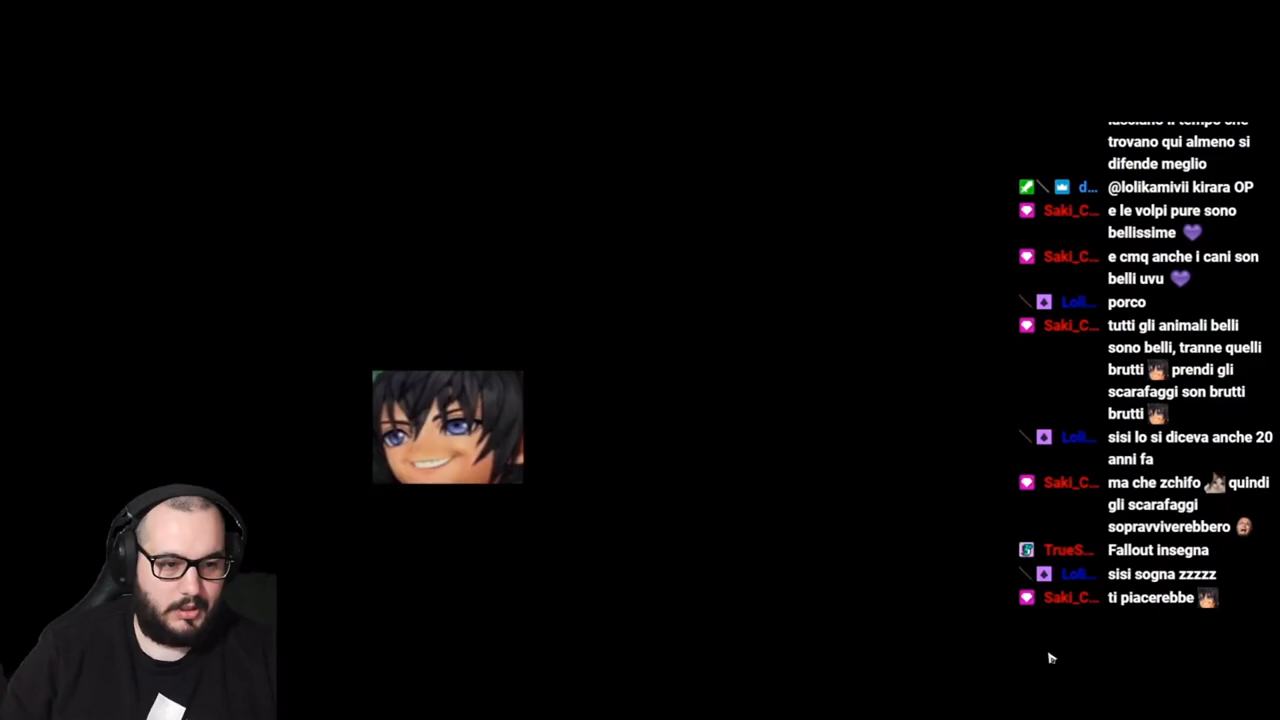 trovano qui almeno si
difende meglio
d... @lolikamivii kirara OP
Saki_C... e le volpi pure sono
bellissime
Saki_C... e cmq anche i cani son
belli uvu
Loli... porco
Saki_C... tutti gli animali belli
sono belli, tranne quelli
brutti prendi gli
scarafaggi son brutti
brutti
Loli... sisi lo si diceva anche 20
anni fa
Saki_C... ma che zchifo quindi
gli scarafaggi
sopravviverebbero
TrueS... Fallout insegna
Loli... sisi sogna zzzzz
Saki_C... ti piacerebbe